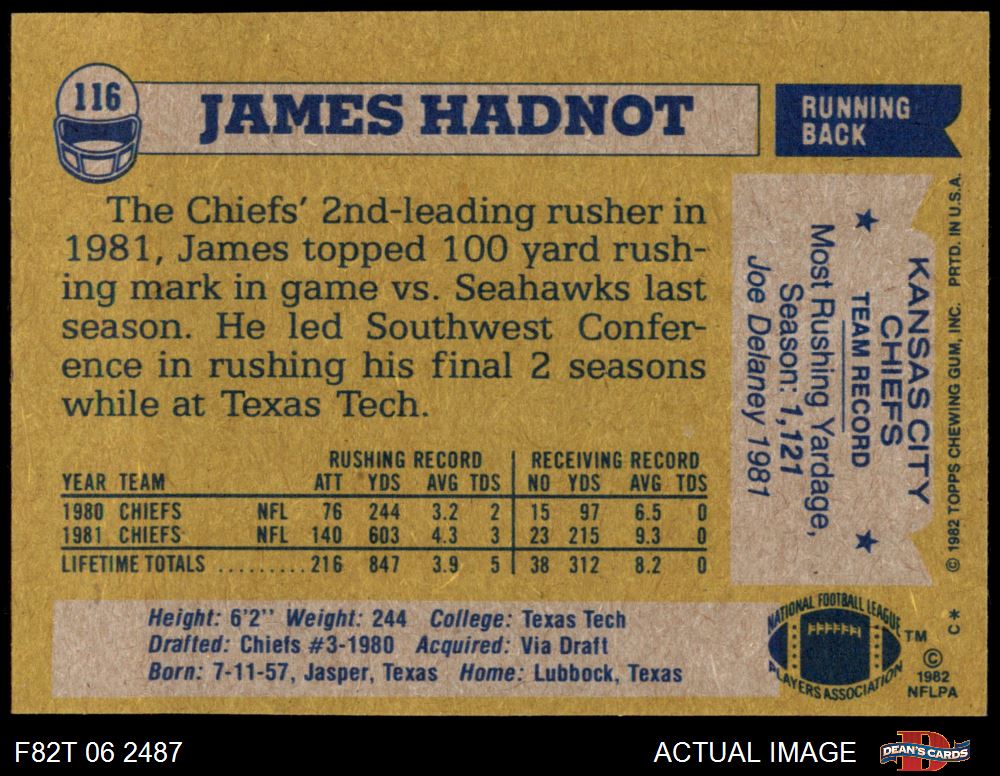 116
JAMES HADNOT
RUNNING
BACK
The Chiefs' 2nd-leading rusher in
1981, James topped 100 yard rush-
ing mark in game vs. Seahawks last
season. He led Southwest Confer-
ence in rushing his final 2 seasons
while at Texas Tech.
RUSHING RECORD RECEIVING RECORD
YEAR TEAM ATT YDS AVG TDS NO YDS AVG TDS
1980 CHIEFS NFL 76 244 3.2 2 15 97 6.5 0
1981 CHIEFS NFL 140 603 4.3 3 23 215 9.3 0
LIFETIME TOTALS .........216 847 3.9 5 38 312 8.2 0
Height: 6'2'' Weight: 244 College: Texas Tech
Drafted: Chiefs #3-1980 Acquired: Via Draft
Born: 7-11-57, Jasper, Texas Home: Lubbock, Texas
KANSAS CITY
CHIEFS
★ TEAM RECORD ★
Most Rushing Yardage,
Season: 1,121
Joe Delaney 1981
© 1982 TOPPS CHEWING GUM, INC. PRTD. IN U.S.A.
C*
NATIONAL FOOTBALL LEAGUE
PLAYERS ASSOCIATION
TM
©
1982
NFLPA
F82T 06 2487
ACTUAL IMAGE
D
DEAN'S CARDS